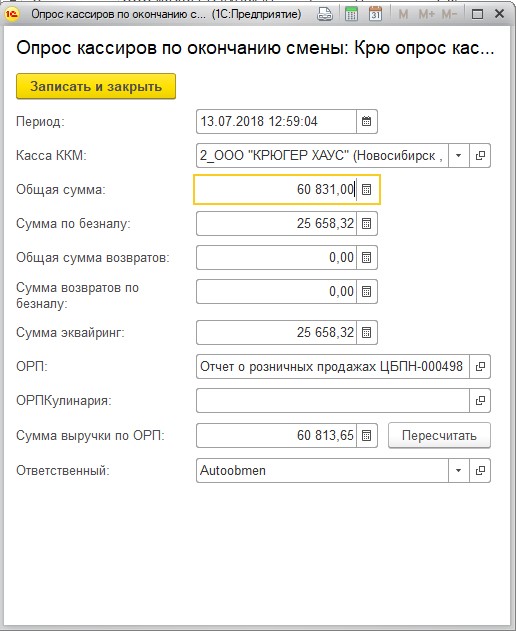 1С Опрос кассиров по окончанию с... (1С:Предприятие) 31 M M+ M-
Опрос кассиров по окончанию смены: Крю опрос кас...
Записать и закрыть
Период: 13.07.2018 12:59:04
Касса ККМ: 2_ООО "КРЮГЕР ХАУС" (Новосибирск ,
Общая сумма: 60 831,00
Сумма по безналу: 25 658,32
Общая сумма возвратов: 0,00
Сумма возвратов по
безналу: 0,00
Сумма эквайринг: 25 658,32
ОРП: Отчет о розничных продажах ЦБПН-000498
ОРПКулинария:
Сумма выручки по ОРП: 60 813,65 Пересчитать
Ответственный: Autoobmen